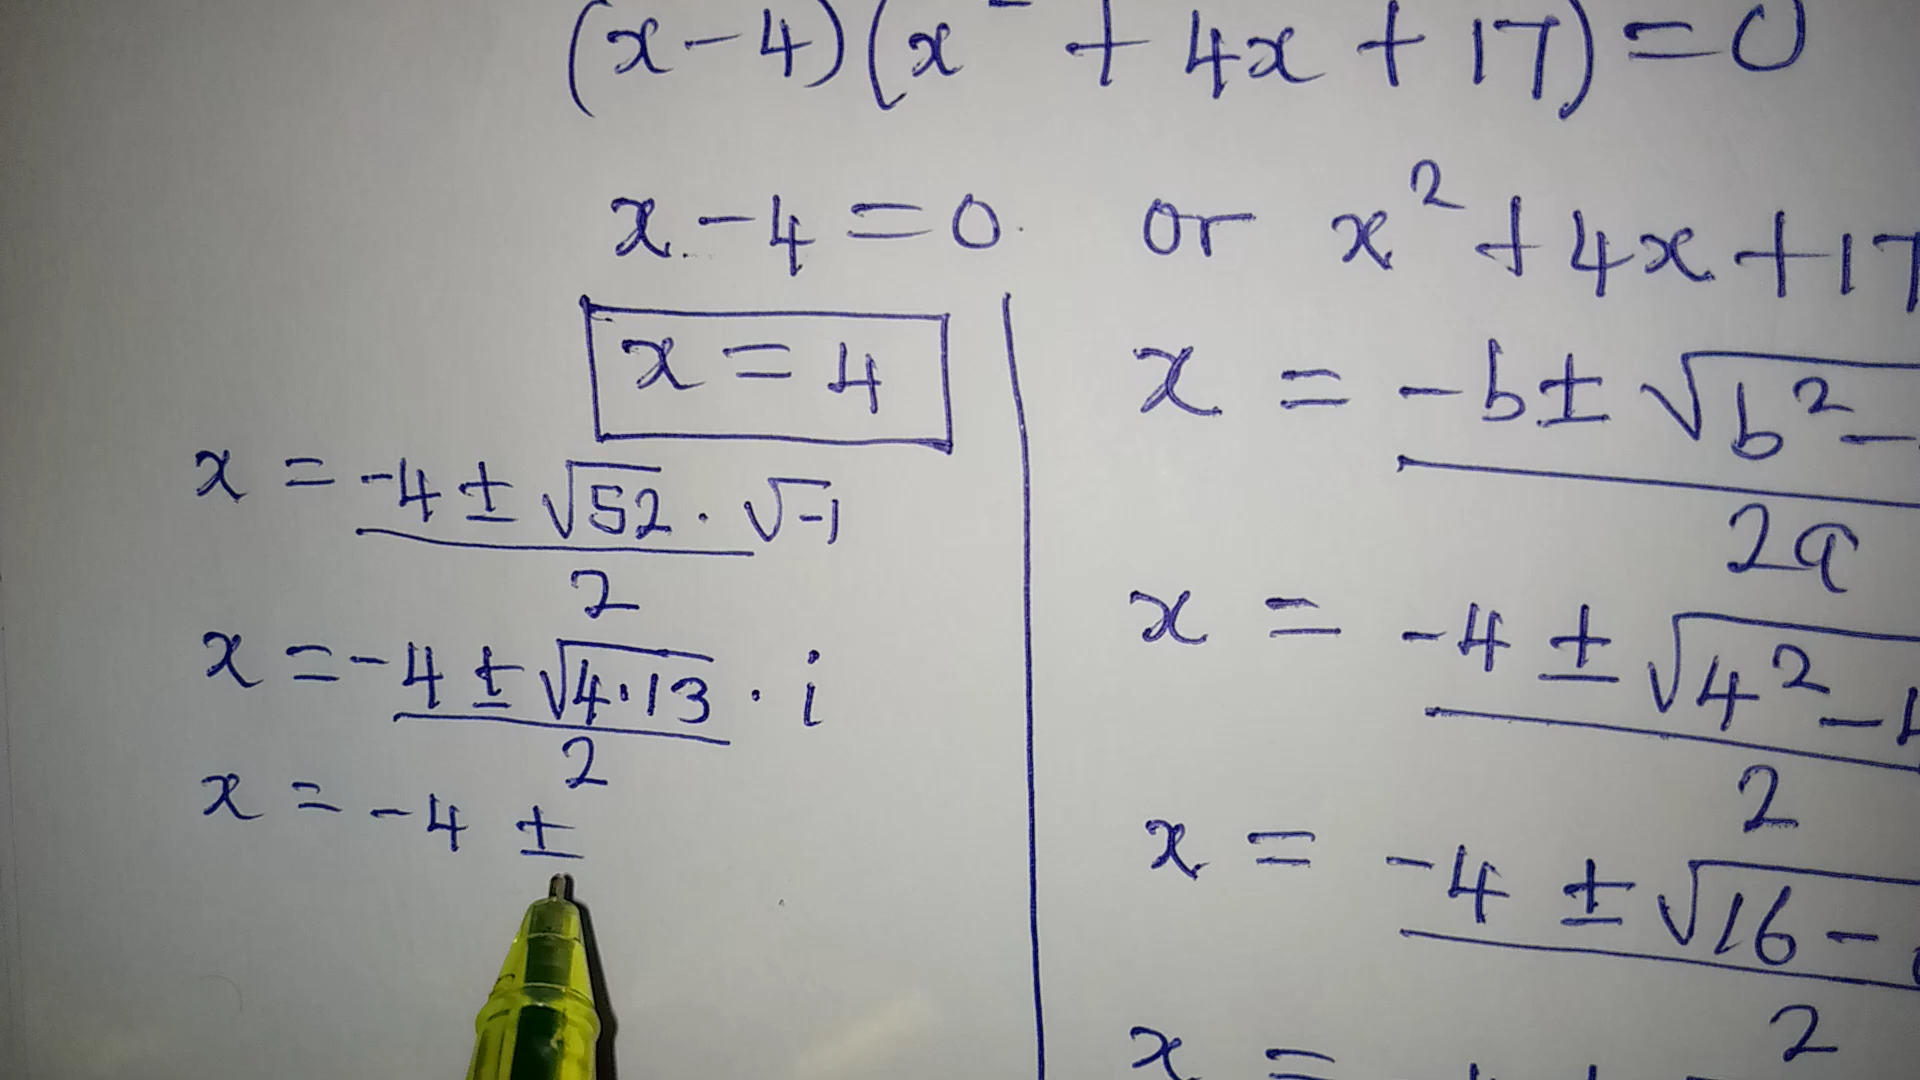 (x - 4)(x² + 4x + 17) = 0
x - 4 = 0 or x² + 4x + 17
x = 4
x = -4 ± √52 · √-1
2
x = -4 ± √4·13 · i
2
x = -4 ±
x = -b ± √b² -
2a
x = -4 ± √4² -
2
x = -4 ± √16 -
2
x =